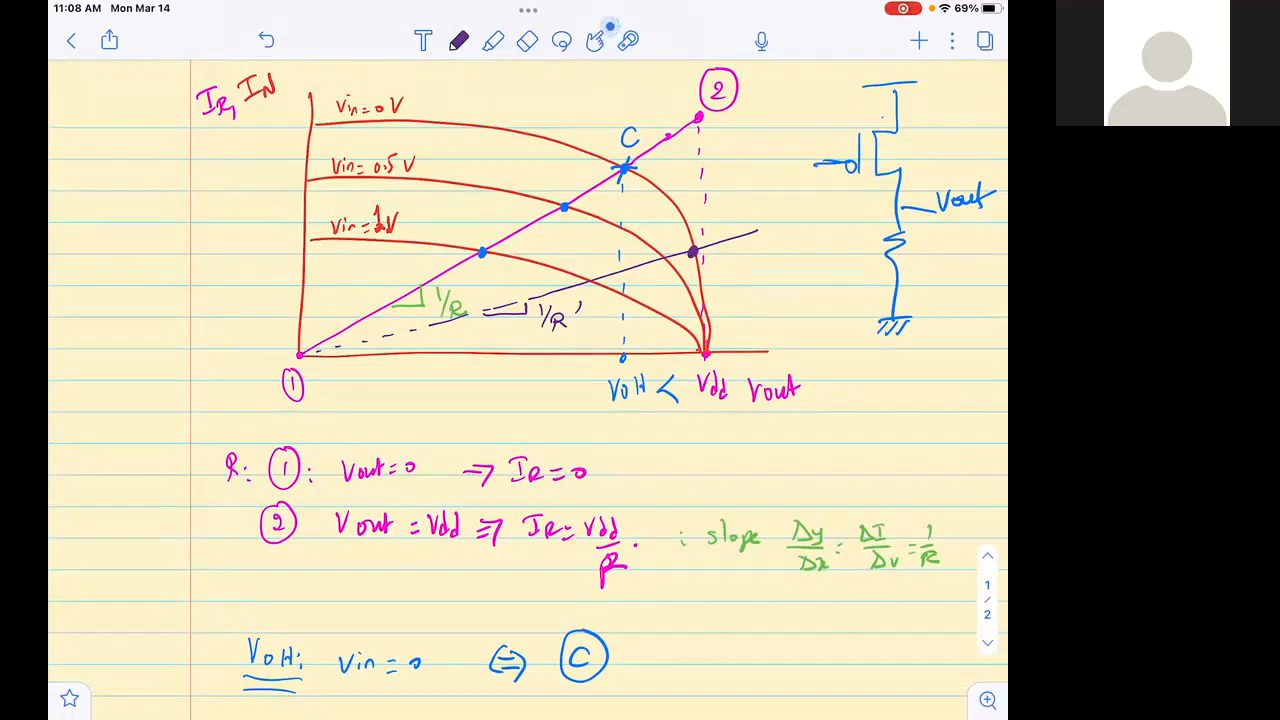 11:08 AM Mon Mar 14
69%
IR, IN
Vin=0V
Vin=0.5V
Vin=1V
C
2
1/R
1/R'
Vout
1
VOH < Vdd Vout
R: 1: Vout=0 → IR=0
2 Vout=Vdd ⇒ IR=Vdd/R. : slope Δy/Δx = ΔI/Δv = 1/R
1
/
2
VOH: Vin=0 ⇔ C